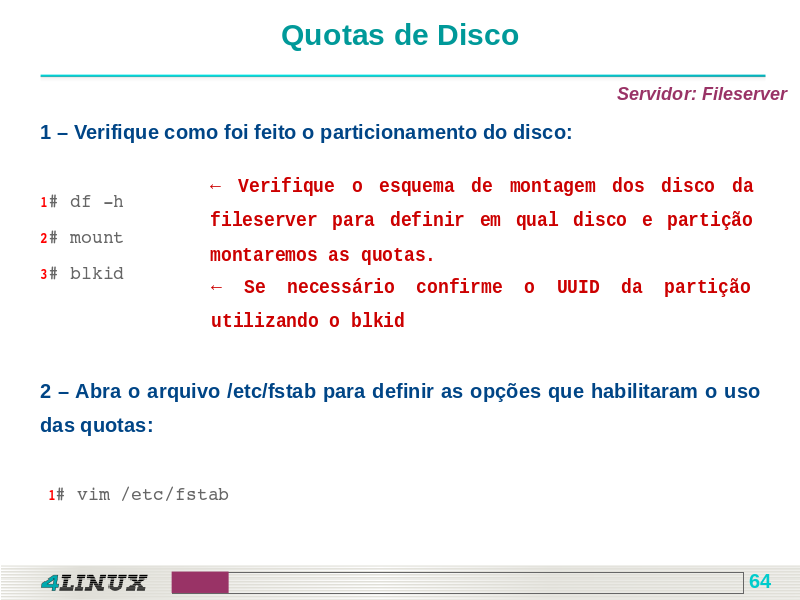 Quotas de Disco
Servidor: Fileserver
1 – Verifique como foi feito o particionamento do disco:
1# df –h
2# mount
3# blkid
← Verifique o esquema de montagem dos disco da
fileserver para definir em qual disco e partição
montaremos as quotas.
← Se necessário confirme o UUID da partição
utilizando o blkid
2 – Abra o arquivo /etc/fstab para definir as opções que habilitaram o uso
das quotas:
1# vim /etc/fstab
4LINUX
64